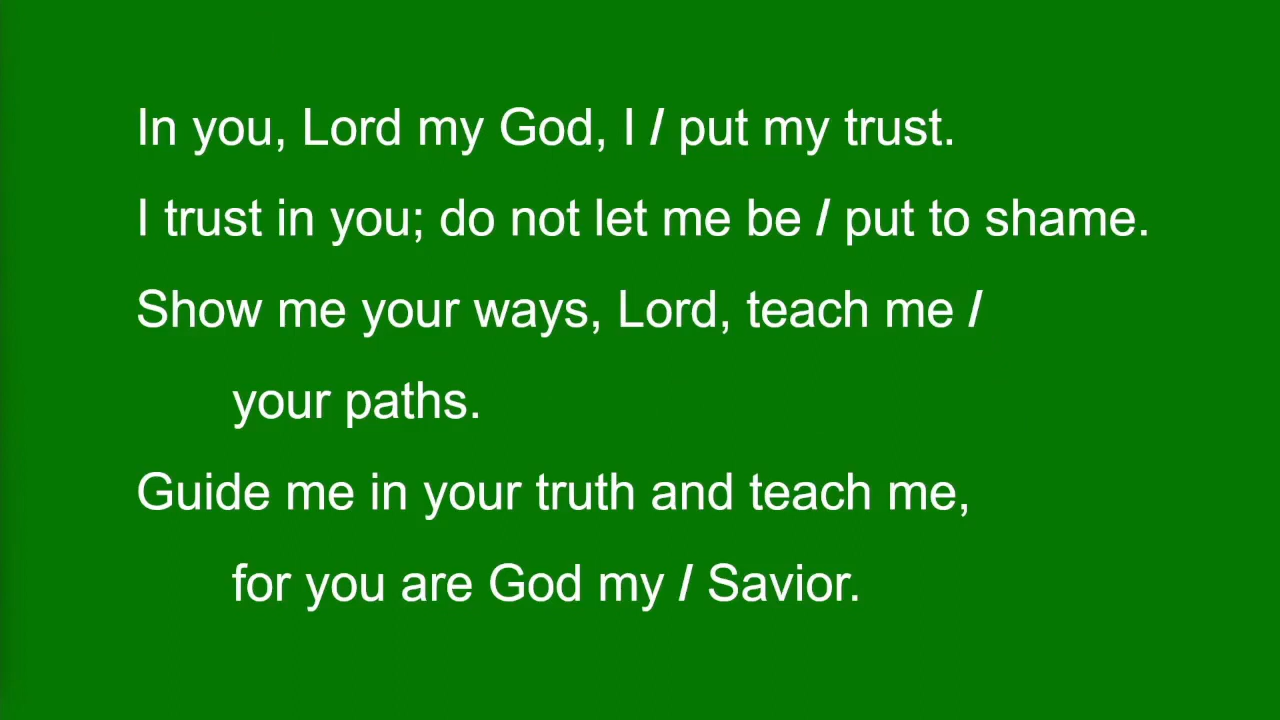 In you, Lord my God, I / put my trust.
I trust in you; do not let me be / put to shame.
Show me your ways, Lord, teach me /
your paths.
Guide me in your truth and teach me,
for you are God my / Savior.